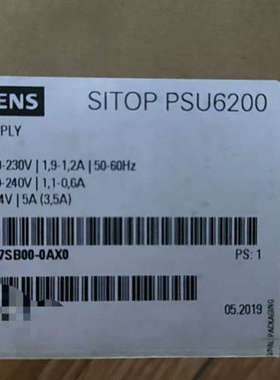 ENS SITOP PSU6200
PLY
-230V | 1,9-1,2A | 50-60Hz
-240V | 1,1-0,6A
4V | 5A (3,5A)
7SB00-0AX0 PS: 1
05.2019
PACKAGING